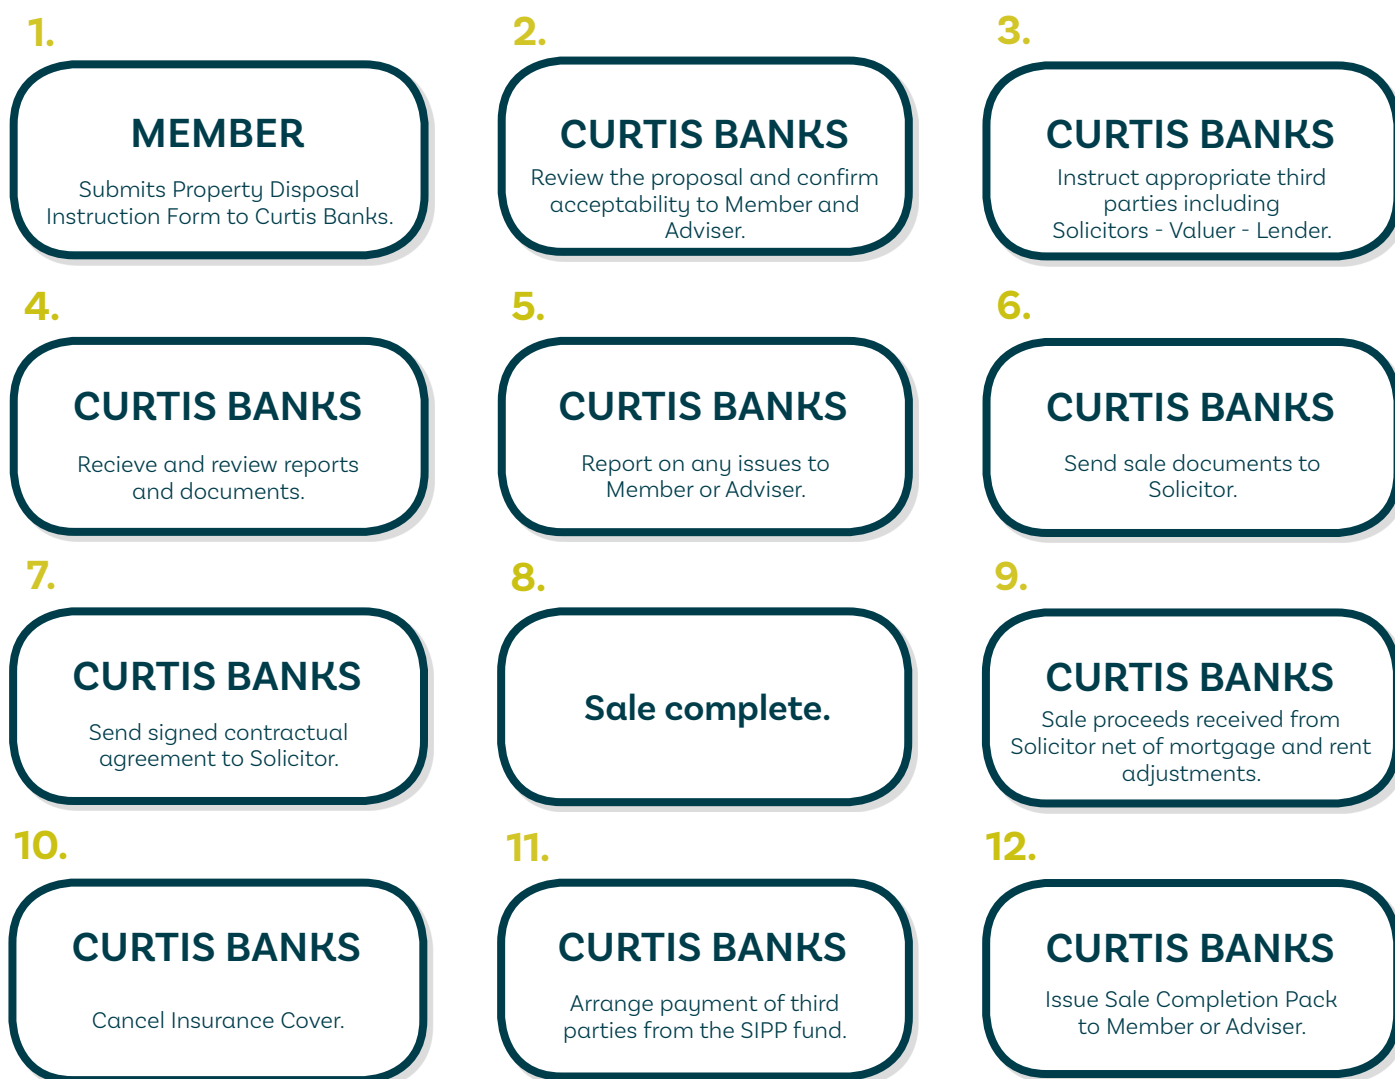 1.
MEMBER
Submits Property Disposal
Instruction Form to Curtis Banks.
2.
CURTIS BANKS
Review the proposal and confirm
acceptability to Member and
Adviser.
3.
CURTIS BANKS
Instruct appropriate third
parties including
Solicitors - Valuer - Lender.
4.
CURTIS BANKS
Recieve and review reports
and documents.
5.
CURTIS BANKS
Report on any issues to
Member or Adviser.
6.
CURTIS BANKS
Send sale documents to
Solicitor.
7.
CURTIS BANKS
Send signed contractual
agreement to Solicitor.
8.
Sale complete.
9.
CURTIS BANKS
Sale proceeds received from
Solicitor net of mortgage and rent
adjustments.
10.
CURTIS BANKS
Cancel Insurance Cover.
11.
CURTIS BANKS
Arrange payment of third
parties from the SIPP fund.
12.
CURTIS BANKS
Issue Sale Completion Pack
to Member or Adviser.